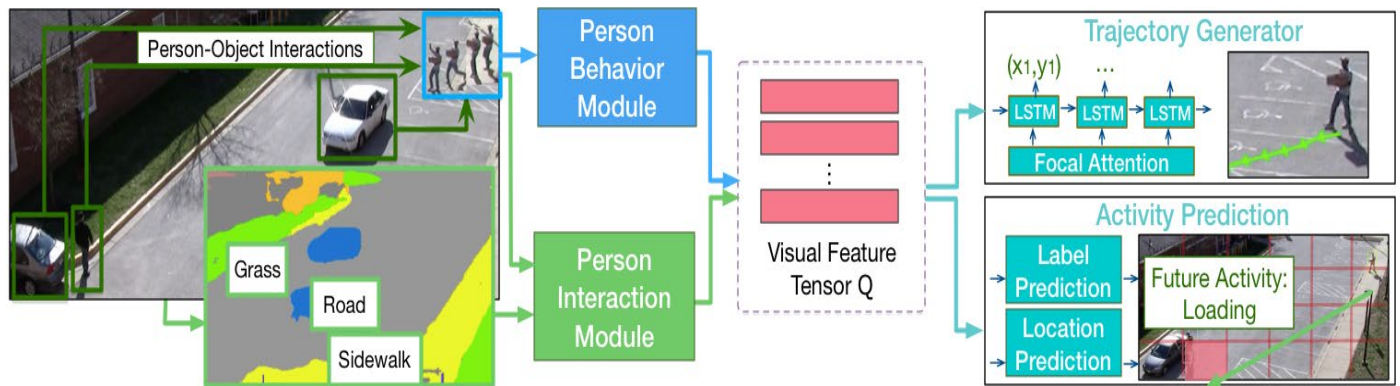 Person-Object Interactions
Grass
Road
Sidewalk
Person
Behavior
Module
Person
Interaction
Module
Visual Feature
Tensor Q
Trajectory Generator
(x1,y1) ...
LSTM LSTM LSTM
Focal Attention
Activity Prediction
Label
Prediction
Location
Prediction
Future Activity:
Loading